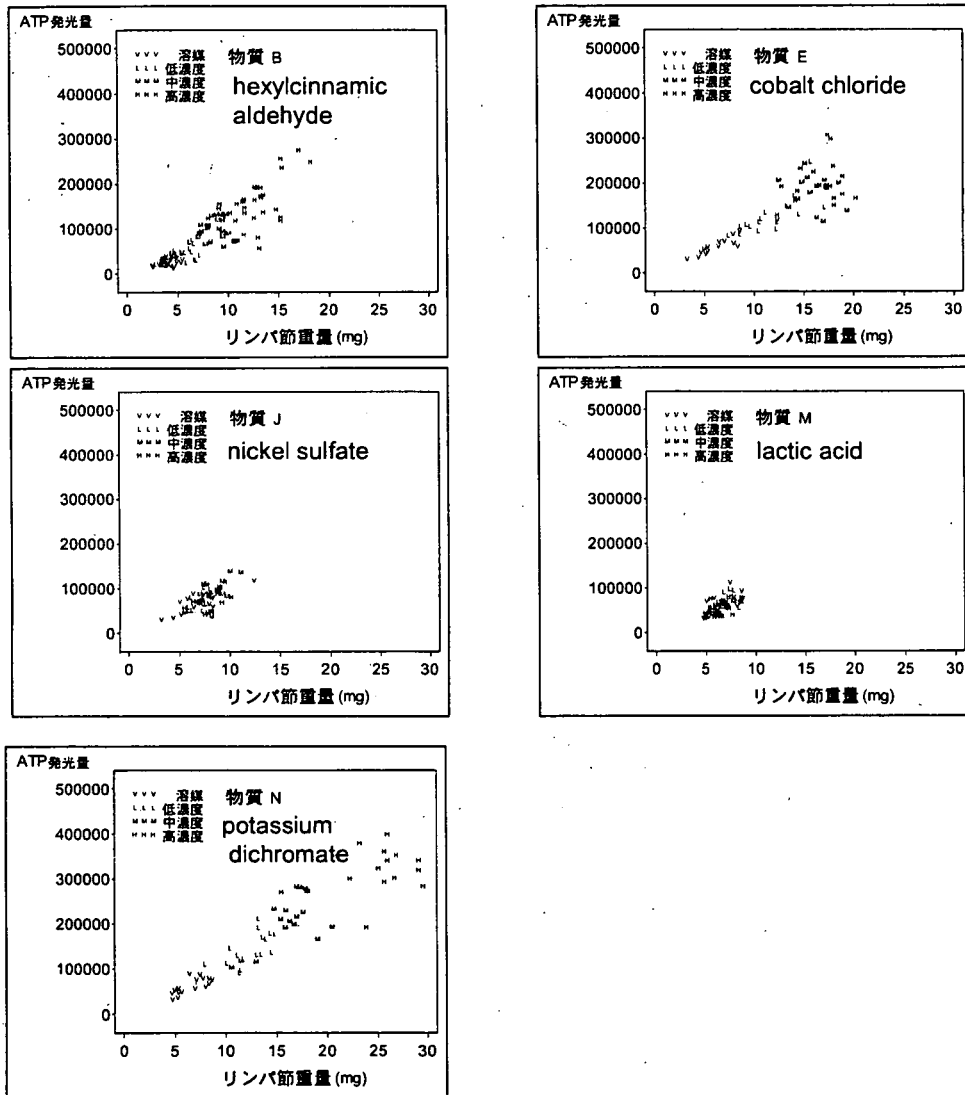 ATP発光量
500000
400000
300000
200000
100000
0
V V V 溶媒
L L L 低濃度
M M M 中濃度
H H H 高濃度
物質 B
hexylcinnamic
aldehyde
0 5 10 15 20 25 30
リンパ節重量 (mg)
ATP発光量
500000
400000
300000
200000
100000
0
V V V 溶媒
L L L 低濃度
M M M 中濃度
H H H 高濃度
物質 E
cobalt chloride
0 5 10 15 20 25 30
リンパ節重量 (mg)
ATP発光量
500000
400000
300000
200000
100000
0
V V V 溶媒
L L L 低濃度
M M M 中濃度
H H H 高濃度
物質 J
nickel sulfate
0 5 10 15 20 25 30
リンパ節重量 (mg)
ATP発光量
500000
400000
300000
200000
100000
0
V V V 溶媒
L L L 低濃度
M M M 中濃度
H H H 高濃度
物質 M
lactic acid
0 5 10 15 20 25 30
リンパ節重量 (mg)
ATP発光量
500000
400000
300000
200000
100000
0
V V V 溶媒
L L L 低濃度
M M M 中濃度
H H H 高濃度
物質 N
potassium
dichromate
0 5 10 15 20 25 30
リンパ節重量 (mg)